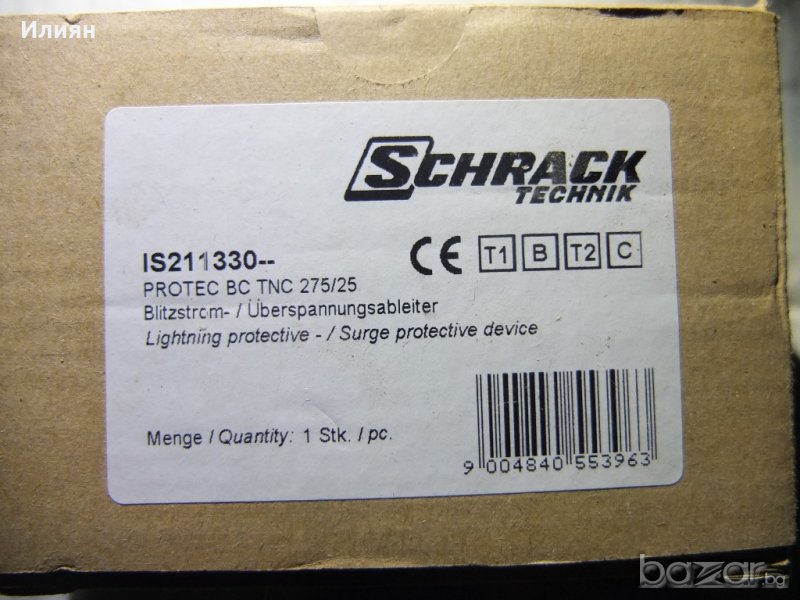 Илиян
SCHRACK
TECHNIK
IS211330--
CE T1 B T2 C
PROTEC BC TNC 275/25
Blitzstrom- / Überspannungsableiter
Lightning protective - / Surge protective device
Menge / Quantity: 1 Stk. / pc.
9 004840 553963
bazar.bg